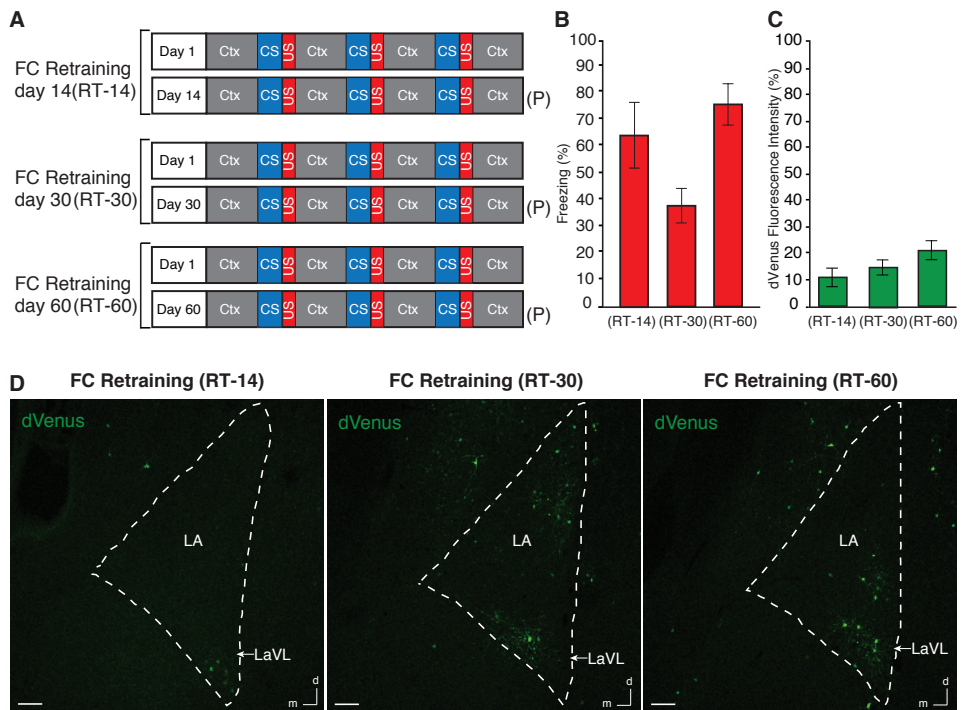 A
FC Retraining
day 14(RT-14)
Day 1 Ctx CS US Ctx CS US Ctx CS US Ctx
Day 14 Ctx CS US Ctx CS US Ctx CS US Ctx (P)
FC Retraining
day 30(RT-30)
Day 1 Ctx CS US Ctx CS US Ctx CS US Ctx
Day 30 Ctx CS US Ctx CS US Ctx CS US Ctx (P)
FC Retraining
day 60(RT-60)
Day 1 Ctx CS US Ctx CS US Ctx CS US Ctx
Day 60 Ctx CS US Ctx CS US Ctx CS US Ctx (P)
B
Freezing (%)
100
90
80
70
60
50
40
30
20
10
0
(RT-14) (RT-30) (RT-60)
C
dVenus Fluorescence Intensity (%)
100
90
80
70
60
50
40
30
20
10
0
(RT-14) (RT-30) (RT-60)
D
FC Retraining (RT-14)
dVenus
LA
LaVL
d
m
FC Retraining (RT-30)
dVenus
LA
LaVL
d
m
FC Retraining (RT-60)
dVenus
LA
LaVL
d
m